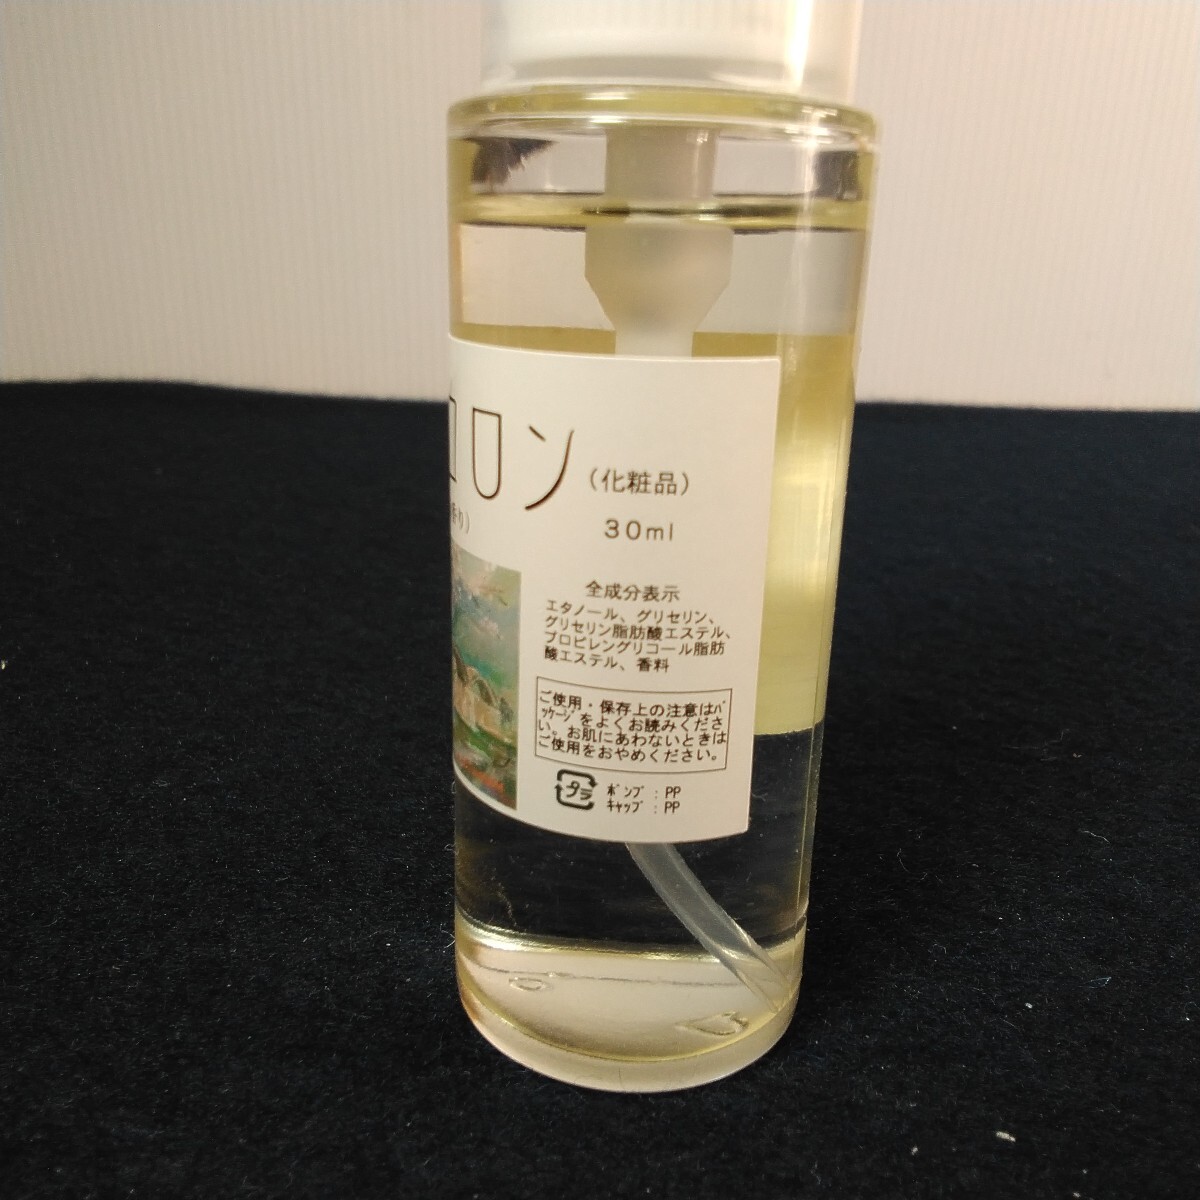 コロン（化粧品）
香り）
30ml
全成分表示
エタノール、グリセリン、
グリセリン脂肪酸エステル、
プロピレングリコール脂肪
酸エステル、香料
ご使用・保存上の注意はパ
ッケージをよくお読みくださ
い。お肌にあわないときは
ご使用をおやめください。
プラ ポンプ：PP
キャップ：PP